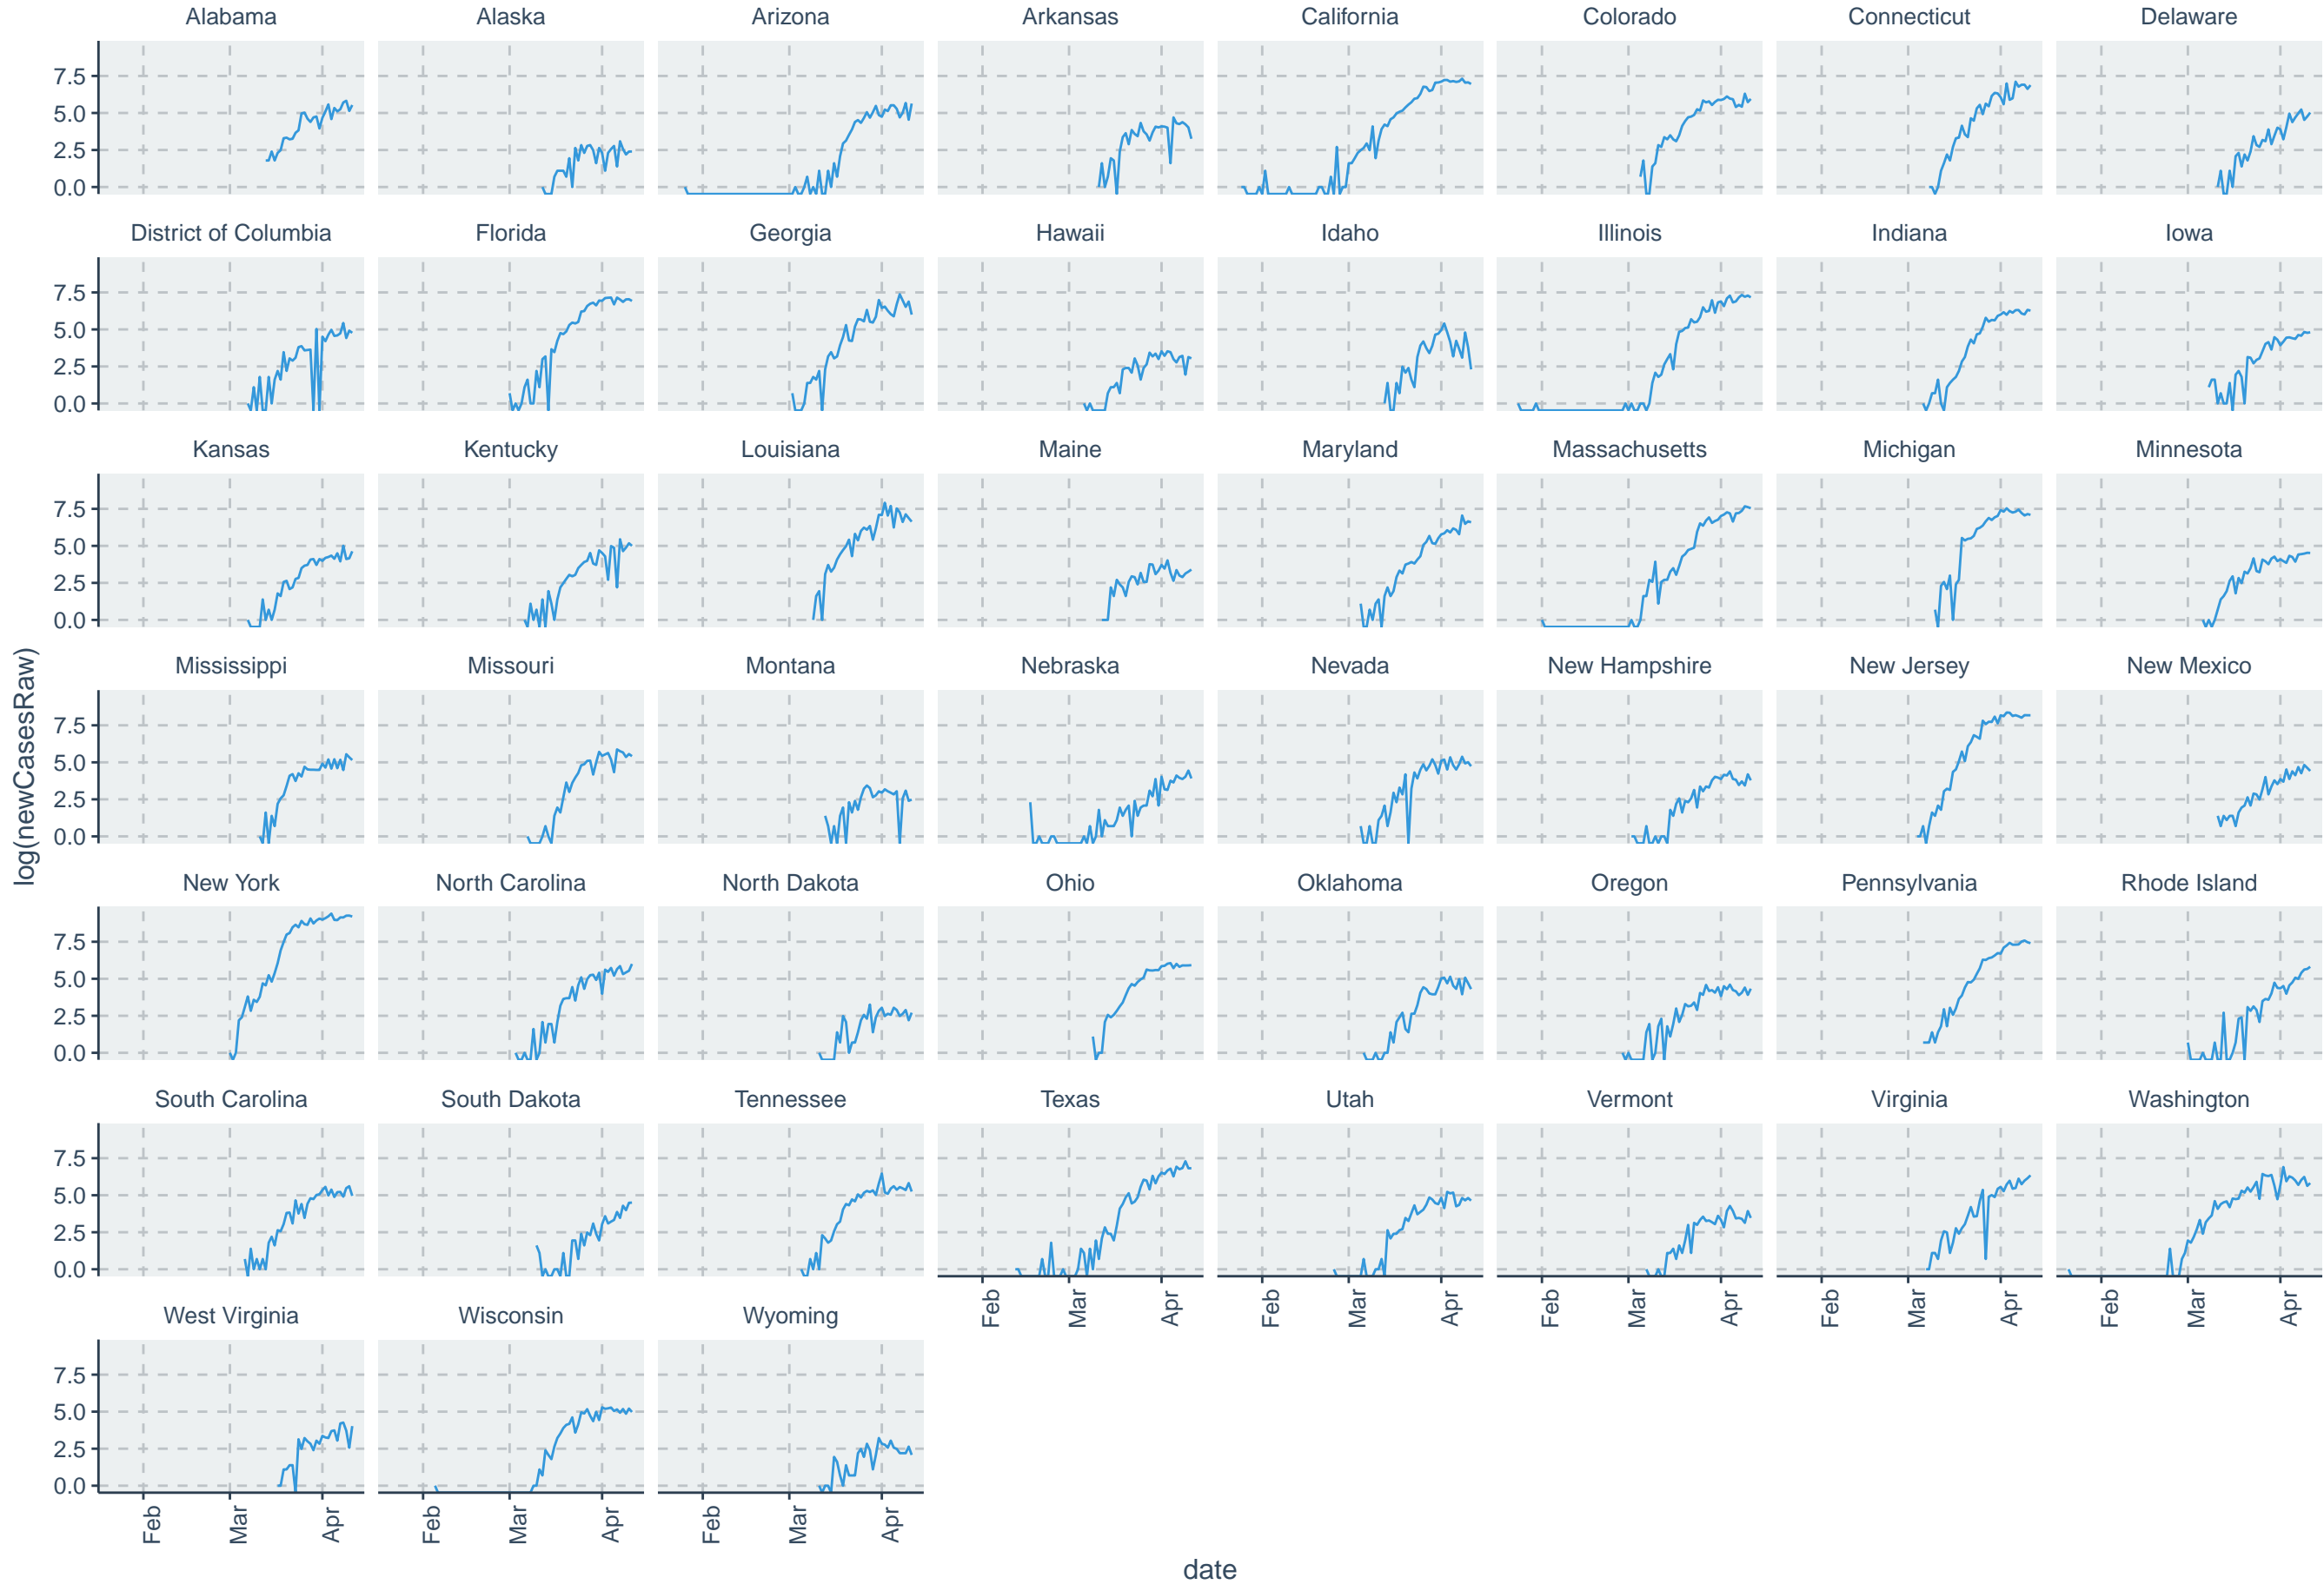 Alabama Alaska Arizona Arkansas California Colorado Connecticut Delaware
7.5
5.0
2.5
0.0
District of Columbia Florida Georgia Hawaii Idaho Illinois Indiana Iowa
7.5
5.0
2.5
0.0
Kansas Kentucky Louisiana Maine Maryland Massachusetts Michigan Minnesota
7.5
5.0
2.5
0.0
log(newCasesRaw)
Mississippi Missouri Montana Nebraska Nevada New Hampshire New Jersey New Mexico
7.5
5.0
2.5
0.0
New York North Carolina North Dakota Ohio Oklahoma Oregon Pennsylvania Rhode Island
7.5
5.0
2.5
0.0
South Carolina South Dakota Tennessee Texas Utah Vermont Virginia Washington
7.5
5.0
2.5
0.0
Feb Mar Apr Feb Mar Apr Feb Mar Apr Feb Mar Apr Feb Mar Apr
West Virginia Wisconsin Wyoming
7.5
5.0
2.5
0.0
Feb Mar Apr Feb Mar Apr Feb Mar Apr
date